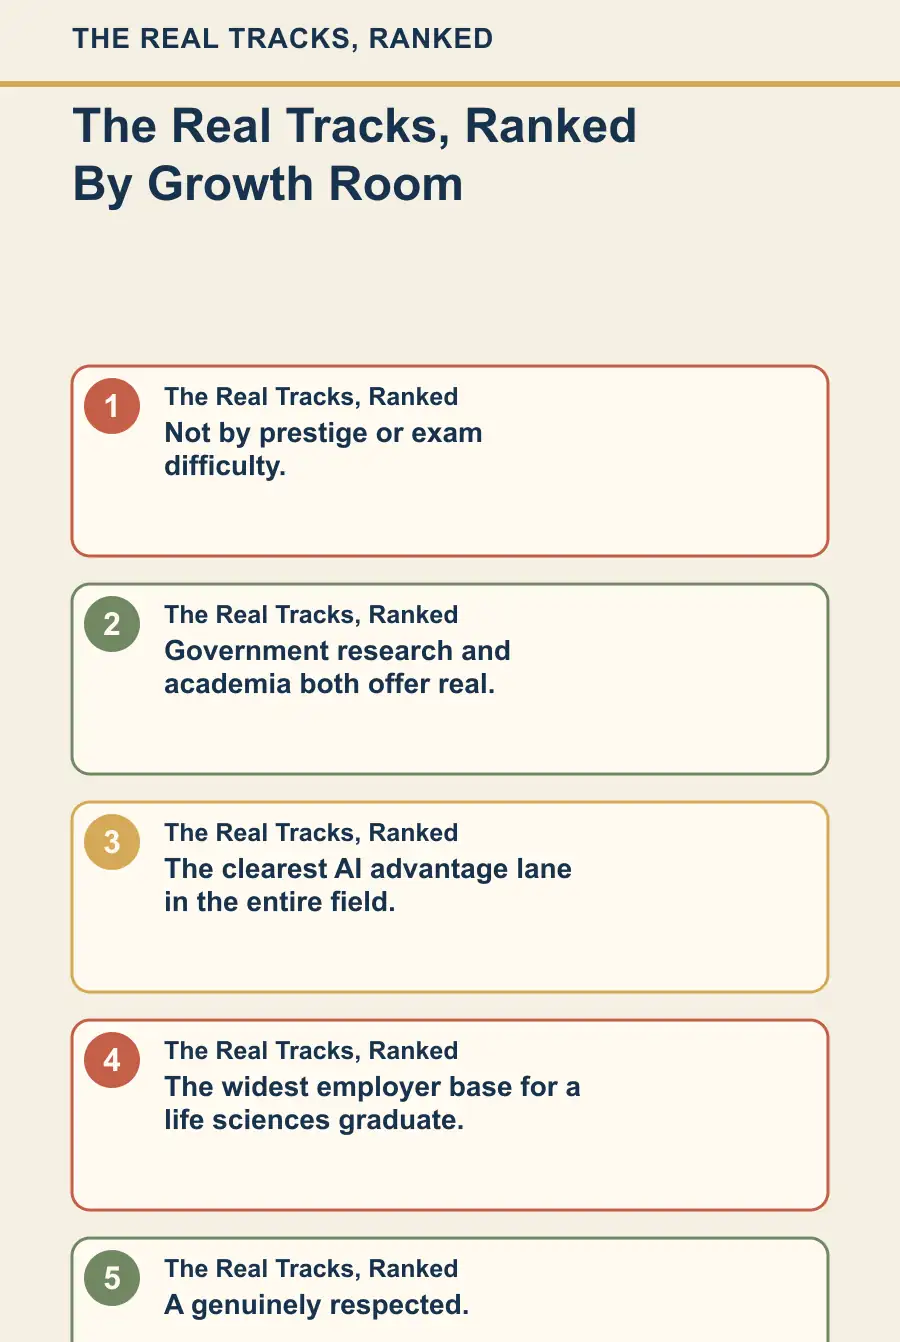 THE REAL TRACKS, RANKED
The Real Tracks, Ranked
By Growth Room
1
The Real Tracks, Ranked
Not by prestige or exam
difficulty.
2
The Real Tracks, Ranked
Government research and
academia both offer real.
3
The Real Tracks, Ranked
The clearest AI advantage lane
in the entire field.
4
The Real Tracks, Ranked
The widest employer base for a
life sciences graduate.
5
The Real Tracks, Ranked
A genuinely respected.